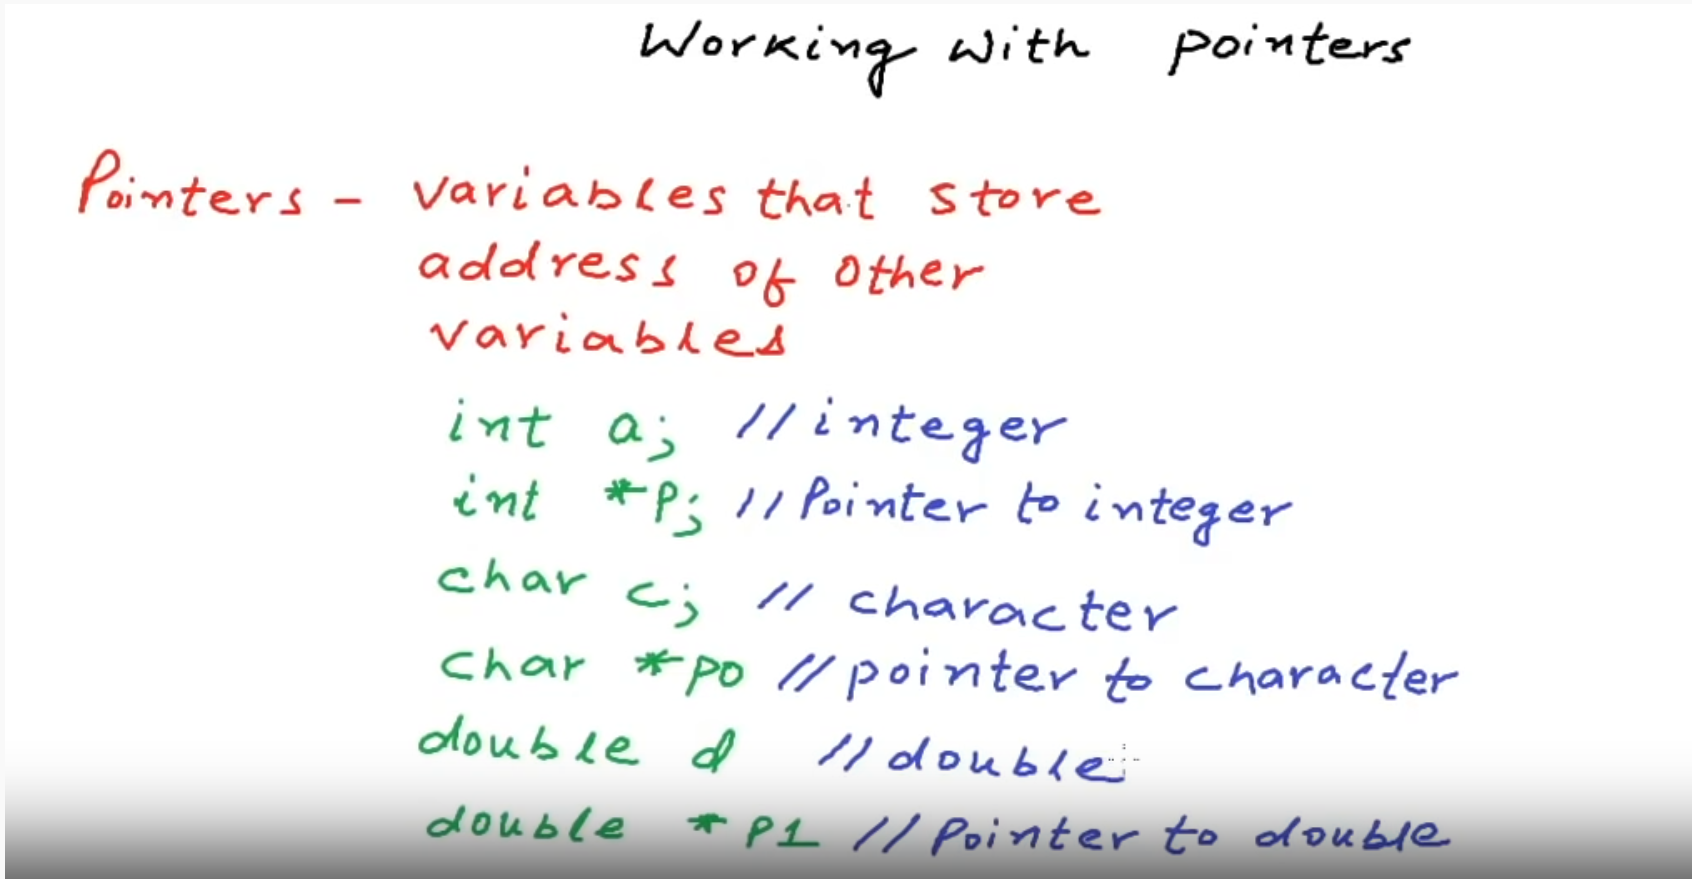 Working with pointers
Pointers - variables that store
address of other
variables
int a; //integer
int *P; //Pointer to integer
char c; // character
char *po //pointer to character
double d //double
double *P1 //Pointer to double